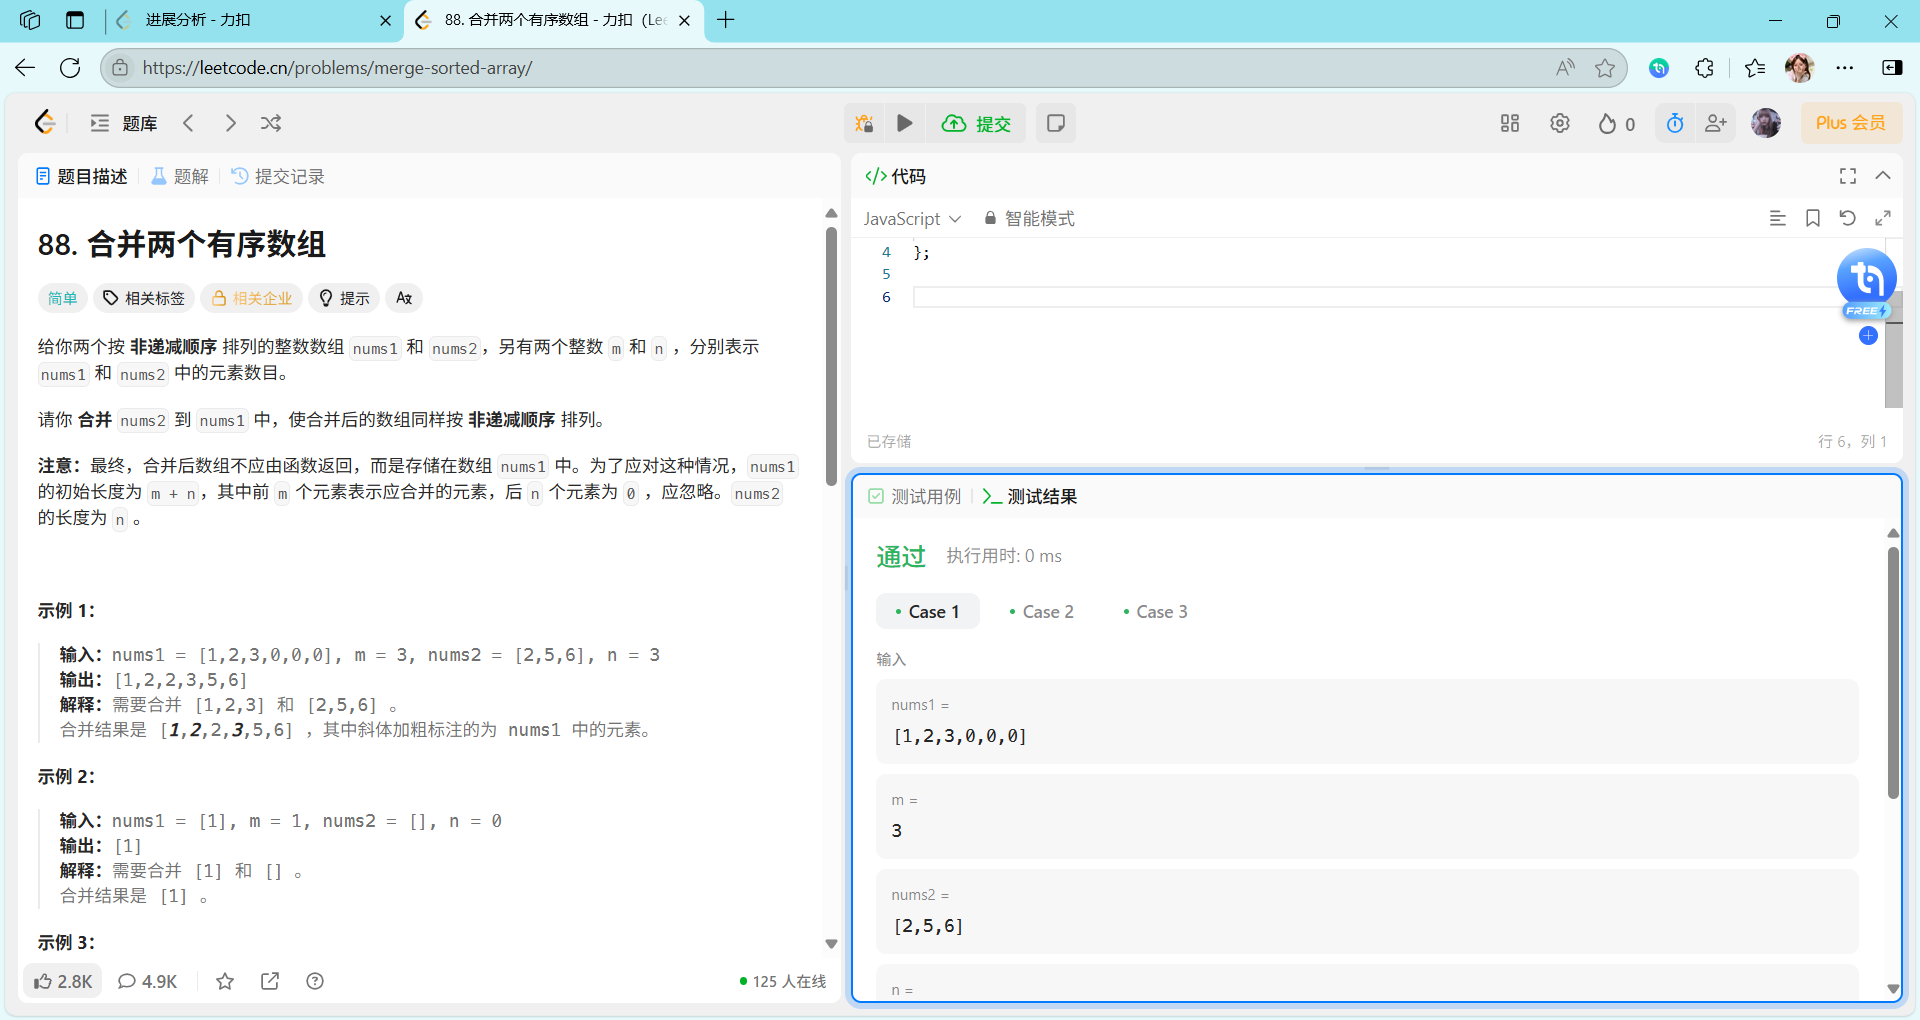 进展分析 - 力扣
88. 合并两个有序数组 - 力扣（Lee
https://leetcode.cn/problems/merge-sorted-array/
题库
提交
0
Plus 会员
题目描述
题解
提交记录
88. 合并两个有序数组
简单
相关标签
相关企业
提示
给你两个按 非递减顺序 排列的整数数组 nums1 和 nums2，另有两个整数 m 和 n ，分别表示
nums1 和 nums2 中的元素数目。
请你 合并 nums2 到 nums1 中，使合并后的数组同样按 非递减顺序 排列。
注意：最终，合并后数组不应由函数返回，而是存储在数组 nums1 中。为了应对这种情况，nums1
的初始长度为 m + n，其中前 m 个元素表示应合并的元素，后 n 个元素为 0 ，应忽略。nums2
的长度为 n 。
示例 1：
输入：nums1 = [1,2,3,0,0,0], m = 3, nums2 = [2,5,6], n = 3
输出：[1,2,2,3,5,6]
解释：需要合并 [1,2,3] 和 [2,5,6] 。
合并结果是 [1,2,2,3,5,6] ，其中斜体加粗标注的为 nums1 中的元素。
示例 2：
输入：nums1 = [1], m = 1, nums2 = [], n = 0
输出：[1]
解释：需要合并 [1] 和 [] 。
合并结果是 [1] 。
示例 3：
2.8K
4.9K
125 人在线
代码
JavaScript
智能模式
4 };
5
6
FREE
已存储
行 6，列 1
测试用例
测试结果
通过
执行用时: 0 ms
Case 1
Case 2
Case 3
输入
nums1 =
[1,2,3,0,0,0]
m =
3
nums2 =
[2,5,6]
n =